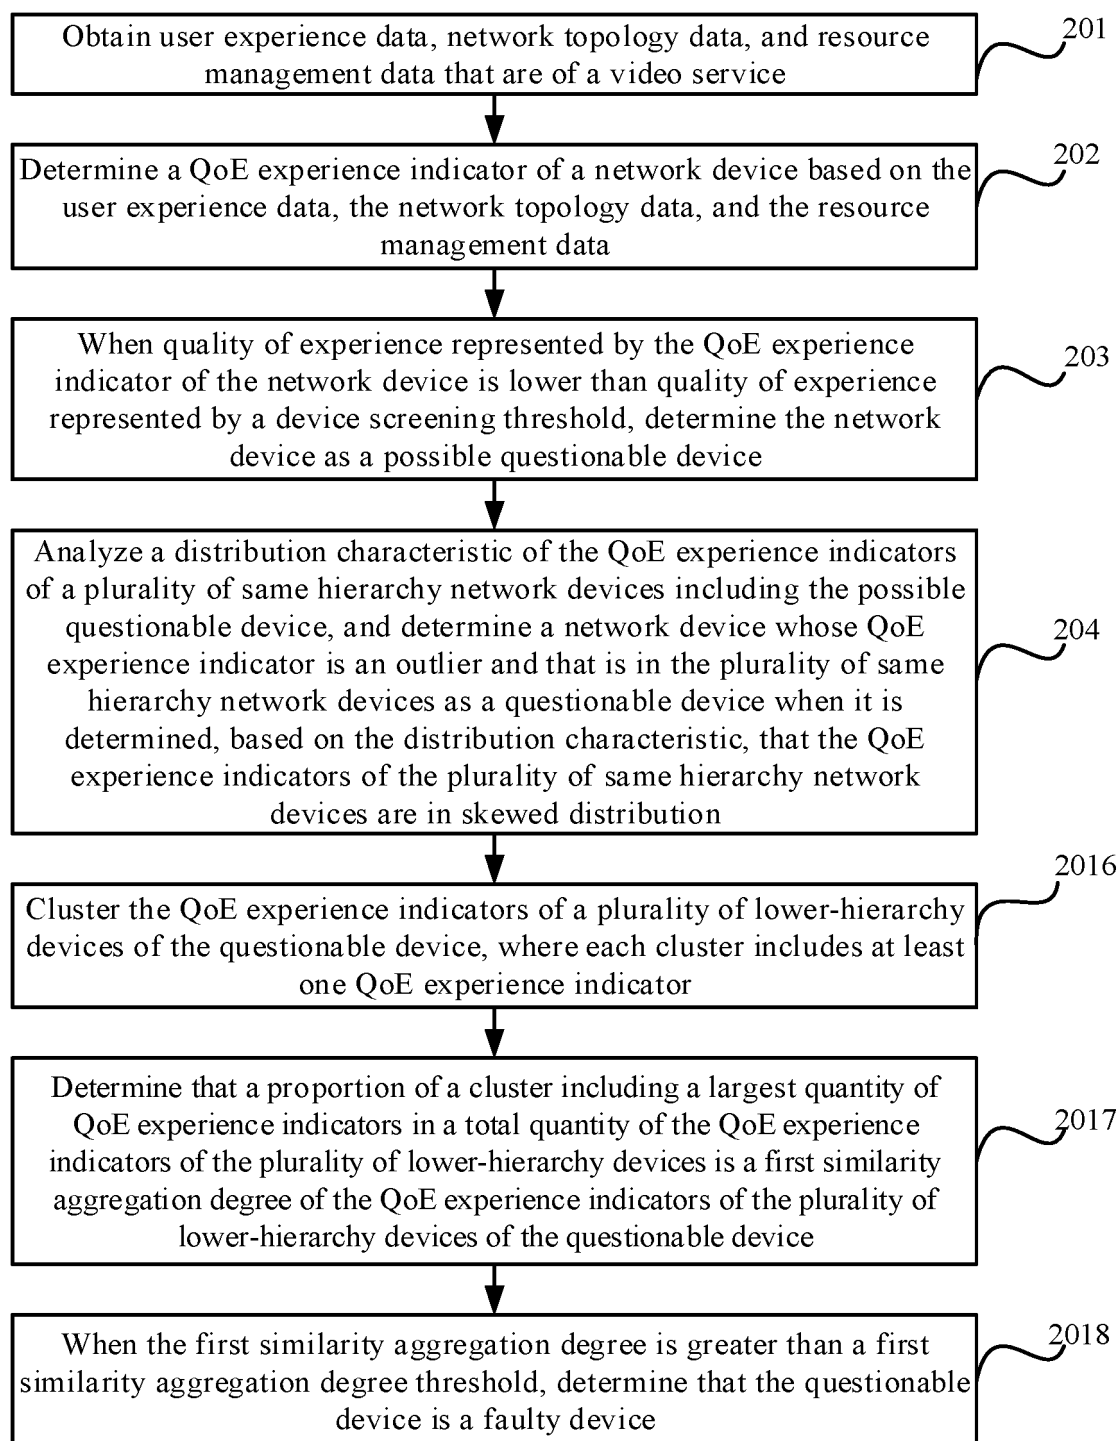 Obtain user experience data, network topology data, and resource
management data that are of a video service
201
Determine a QoE experience indicator of a network device based on the
user experience data, the network topology data, and the resource
management data
202
When quality of experience represented by the QoE experience
indicator of the network device is lower than quality of experience
represented by a device screening threshold, determine the network
device as a possible questionable device
203
Analyze a distribution characteristic of the QoE experience indicators
of a plurality of same hierarchy network devices including the possible
questionable device, and determine a network device whose QoE
experience indicator is an outlier and that is in the plurality of same
hierarchy network devices as a questionable device when it is
determined, based on the distribution characteristic, that the QoE
experience indicators of the plurality of same hierarchy network
devices are in skewed distribution
204
Cluster the QoE experience indicators of a plurality of lower-hierarchy
devices of the questionable device, where each cluster includes at least
one QoE experience indicator
2016
Determine that a proportion of a cluster including a largest quantity of
QoE experience indicators in a total quantity of the QoE experience
indicators of the plurality of lower-hierarchy devices is a first similarity
aggregation degree of the QoE experience indicators of the plurality of
lower-hierarchy devices of the questionable device
2017
When the first similarity aggregation degree is greater than a first
similarity aggregation degree threshold, determine that the questionable
device is a faulty device
2018